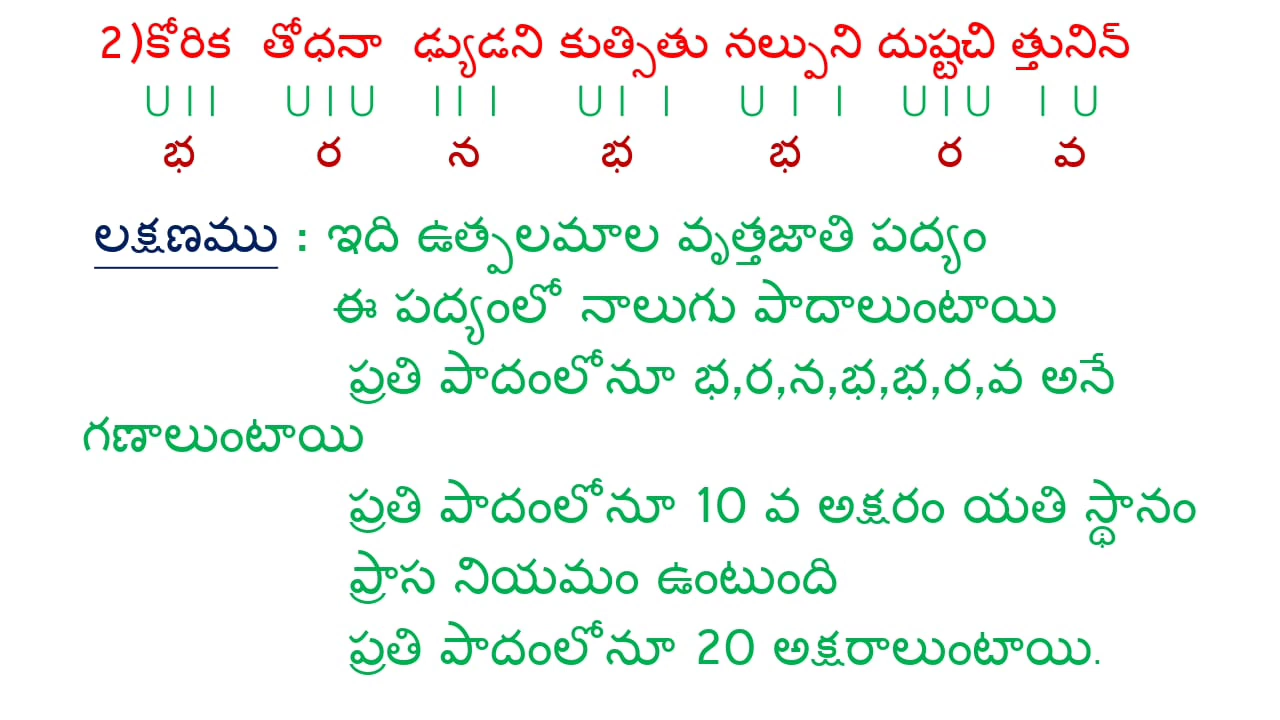 2)కోరిక తోధనా ఢ్యుడని కుత్సితు నల్పుని దుష్టచి త్తునిన్
U I I U I U I I I U I I U I I U I U I U
భ ర న భ భ ర వ
లక్షణము : ఇది ఉత్పలమాల వృత్తజాతి పద్యం
ఈ పద్యంలో నాలుగు పాదాలుంటాయి
ప్రతి పాదంలోనూ భ,ర,న,భ,భ,ర,వ అనే
గణాలుంటాయి
ప్రతి పాదంలోనూ 10 వ అక్షరం యతి స్థానం
ప్రాస నియమం ఉంటుంది
ప్రతి పాదంలోనూ 20 అక్షరాలుంటాయి.